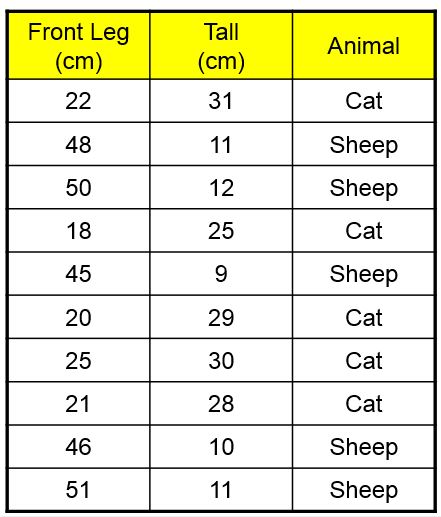 Front Leg (cm) Tall (cm) Animal
22 31 Cat
48 11 Sheep
50 12 Sheep
18 25 Cat
45 9 Sheep
20 29 Cat
25 30 Cat
21 28 Cat
46 10 Sheep
51 11 Sheep